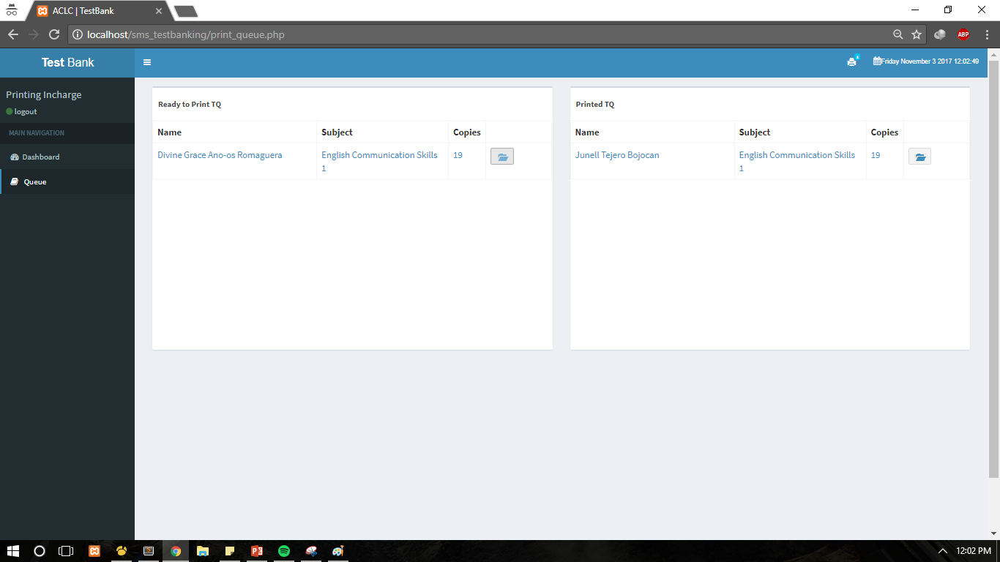 ACLC | TestBank
localhost/sms_testbanking/print_queue.php
ABP
Test Bank
Friday November 3 2017 12:02:49
Printing Incharge
logout
MAIN NAVIGATION
Dashboard
Queue
Ready to Print TQ
Name Subject Copies
Divine Grace Ano-os Romaguera English Communication Skills 19
1
Printed TQ
Name Subject Copies
Junell Tejero Bojocan English Communication Skills 19
1
12:02 PM